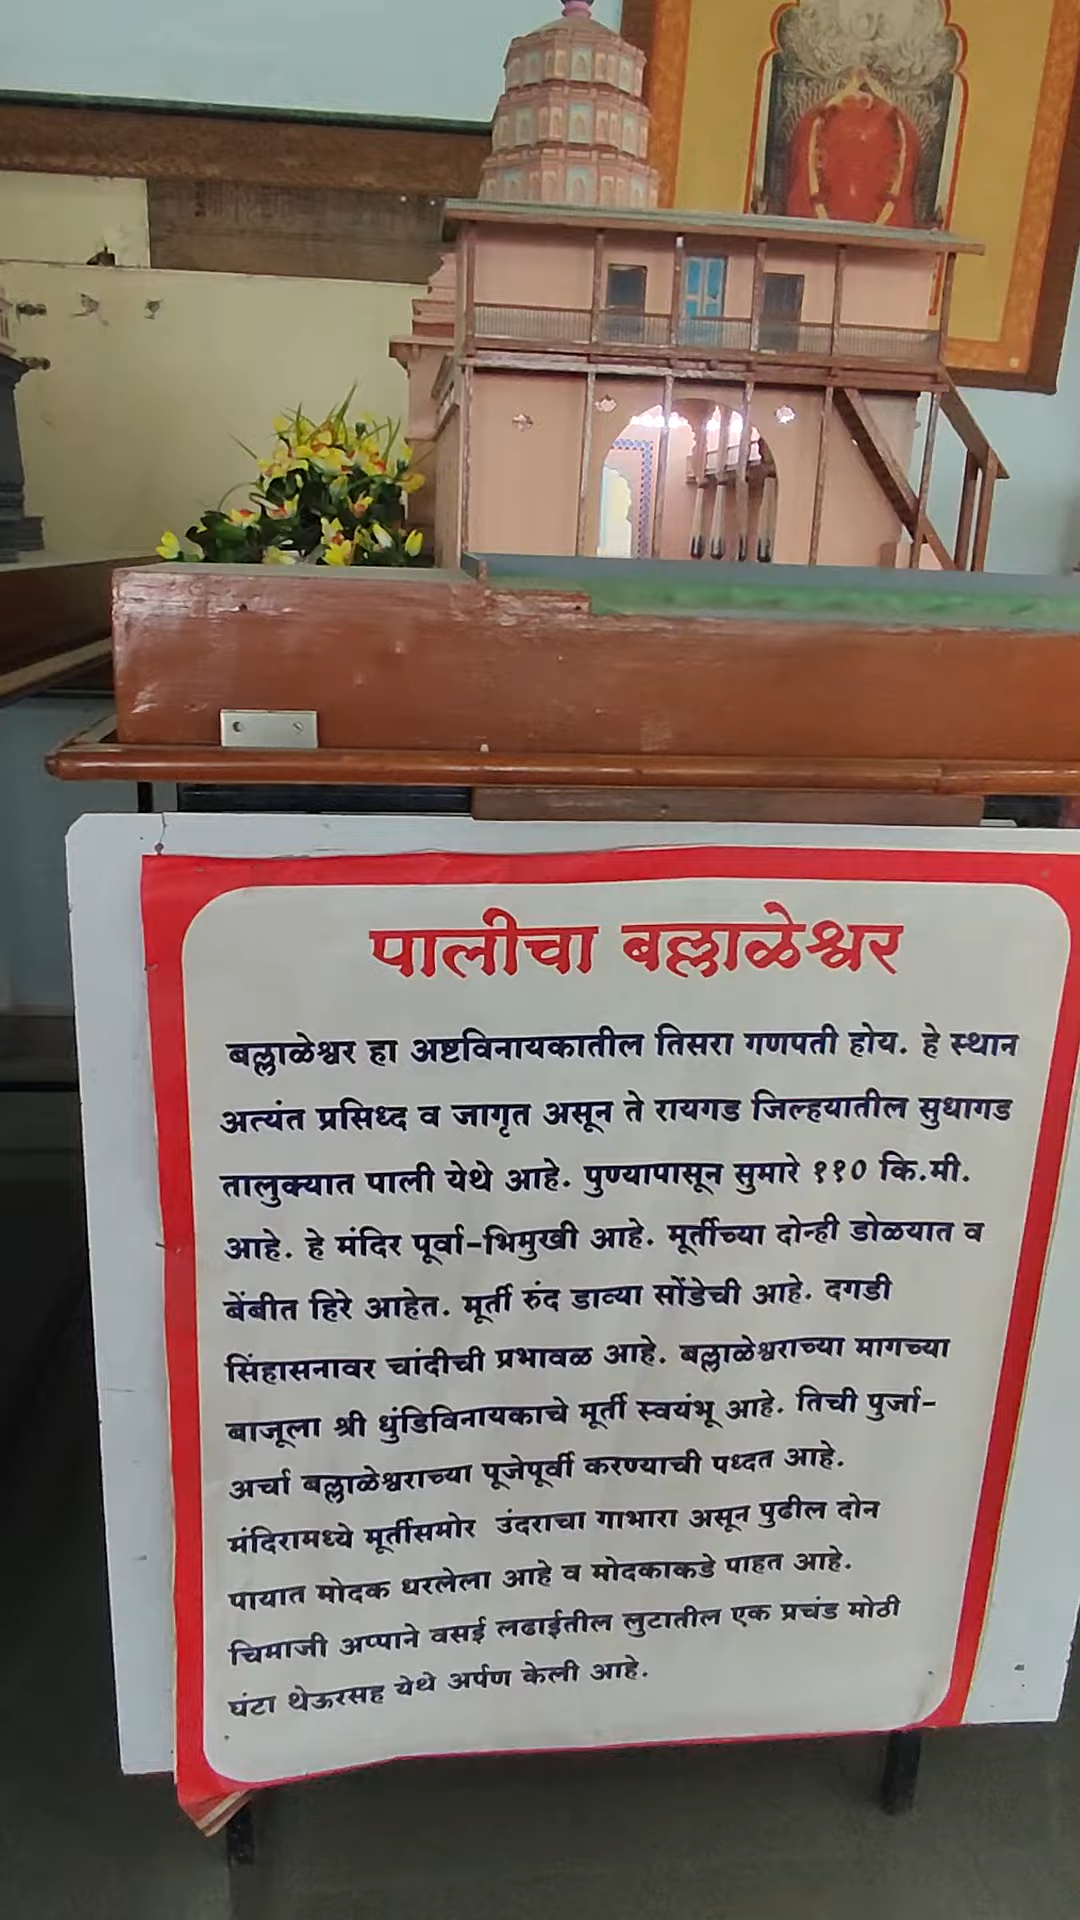 पालीचा बल्लाळेश्वर
बल्लाळेश्वर हा अष्टविनायकातील तिसरा गणपती होय. हे स्थान
अत्यंत प्रसिध्द व जागृत असून ते रायगड जिल्हयातील सुधागड
तालुक्यात पाली येथे आहे. पुण्यापासून सुमारे ११० कि.मी.
आहे. हे मंदिर पूर्वा-भिमुखी आहे. मूर्तीच्या दोन्ही डोळयात व
बेंबीत हिरे आहेत. मूर्ती रुंद डाव्या सोंडेची आहे. दगडी
सिंहासनावर चांदीची प्रभावळ आहे. बल्लाळेश्वराच्या मागच्या
बाजूला श्री धुंडिविनायकाचे मूर्ती स्वयंभू आहे. तिची पुर्जा-
अर्चा बल्लाळेश्वराच्या पूजेपूर्वी करण्याची पध्दत आहे.
मंदिरामध्ये मूर्तीसमोर उंदराचा गाभारा असून पुढील दोन
पायात मोदक धरलेला आहे व मोदकाकडे पाहत आहे.
चिमाजी अप्पाने वसई लढाईतील लुटातील एक प्रचंड मोठी
घंटा थेऊरसह येथे अर्पण केली आहे.